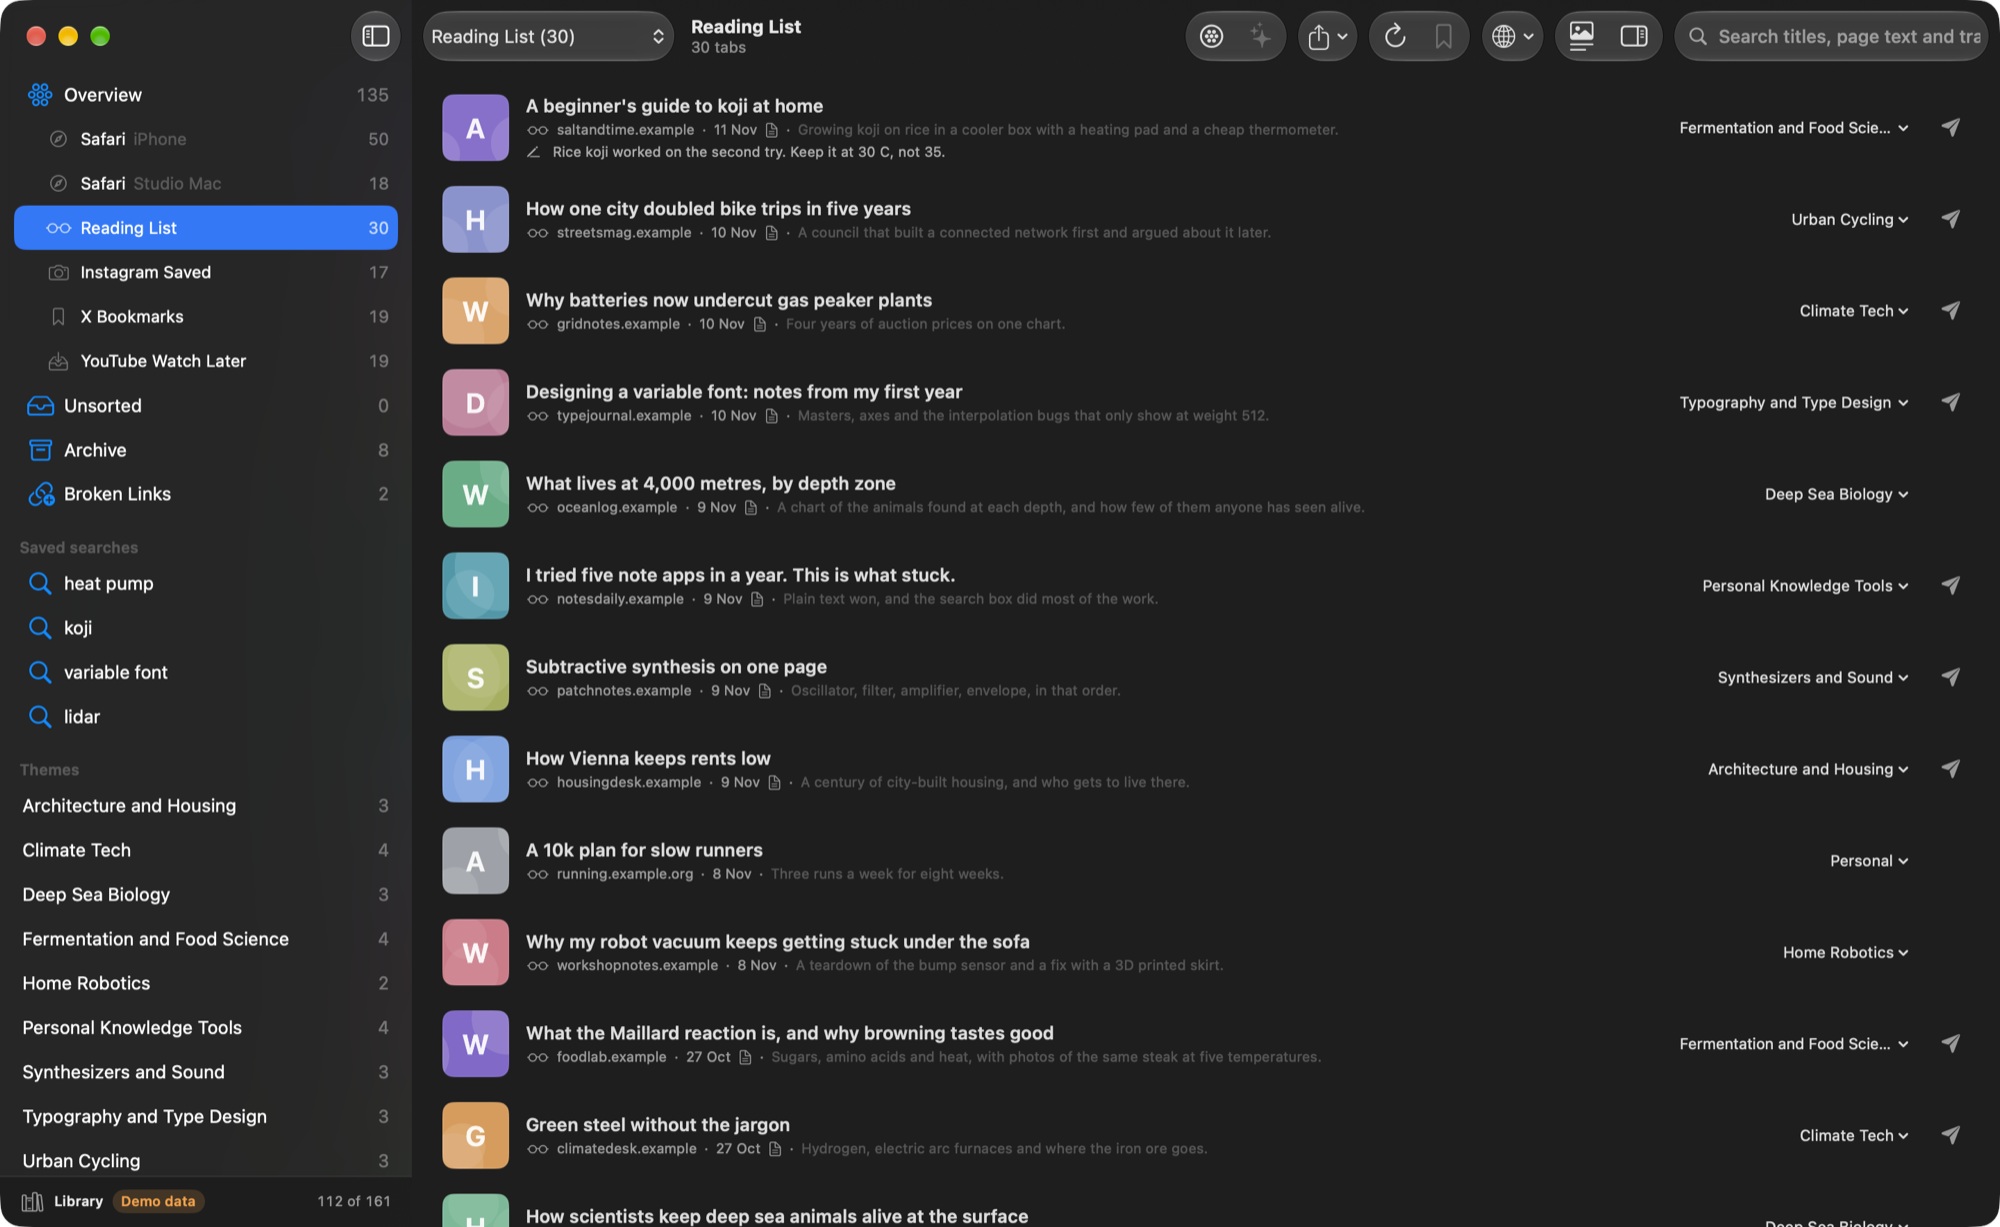 Reading List (30)
Reading List
30 tabs
Search titles, page text and tra
Overview 135
Safari iPhone 50
Safari Studio Mac 18
Reading List 30
Instagram Saved 17
X Bookmarks 19
YouTube Watch Later 19
Unsorted 0
Archive 8
Broken Links 2
Saved searches
heat pump
koji
variable font
lidar
Themes
Architecture and Housing 3
Climate Tech 4
Deep Sea Biology 3
Fermentation and Food Science 4
Home Robotics 2
Personal Knowledge Tools 4
Synthesizers and Sound 3
Typography and Type Design 3
Urban Cycling 3
Library Demo data 112 of 161
A
A beginner's guide to koji at home
saltandtime.example · 11 Nov · Growing koji on rice in a cooler box with a heating pad and a cheap thermometer.
Rice koji worked on the second try. Keep it at 30 C, not 35.
Fermentation and Food Scie...
H
How one city doubled bike trips in five years
streetsmag.example · 10 Nov · A council that built a connected network first and argued about it later.
Urban Cycling
W
Why batteries now undercut gas peaker plants
gridnotes.example · 10 Nov · Four years of auction prices on one chart.
Climate Tech
D
Designing a variable font: notes from my first year
typejournal.example · 10 Nov · Masters, axes and the interpolation bugs that only show at weight 512.
Typography and Type Design
W
What lives at 4,000 metres, by depth zone
oceanlog.example · 9 Nov · A chart of the animals found at each depth, and how few of them anyone has seen alive.
Deep Sea Biology
I
I tried five note apps in a year. This is what stuck.
notesdaily.example · 9 Nov · Plain text won, and the search box did most of the work.
Personal Knowledge Tools
S
Subtractive synthesis on one page
patchnotes.example · 9 Nov · Oscillator, filter, amplifier, envelope, in that order.
Synthesizers and Sound
H
How Vienna keeps rents low
housingdesk.example · 9 Nov · A century of city-built housing, and who gets to live there.
Architecture and Housing
A
A 10k plan for slow runners
running.example.org · 8 Nov · Three runs a week for eight weeks.
Personal
W
Why my robot vacuum keeps getting stuck under the sofa
workshopnotes.example · 8 Nov · A teardown of the bump sensor and a fix with a 3D printed skirt.
Home Robotics
W
What the Maillard reaction is, and why browning tastes good
foodlab.example · 27 Oct · Sugars, amino acids and heat, with photos of the same steak at five temperatures.
Fermentation and Food Scie...
G
Green steel without the jargon
climatedesk.example · 27 Oct · Hydrogen, electric arc furnaces and where the iron ore goes.
Climate Tech
H
How scientists keep deep sea animals alive at the surface
Deep Sea Biology